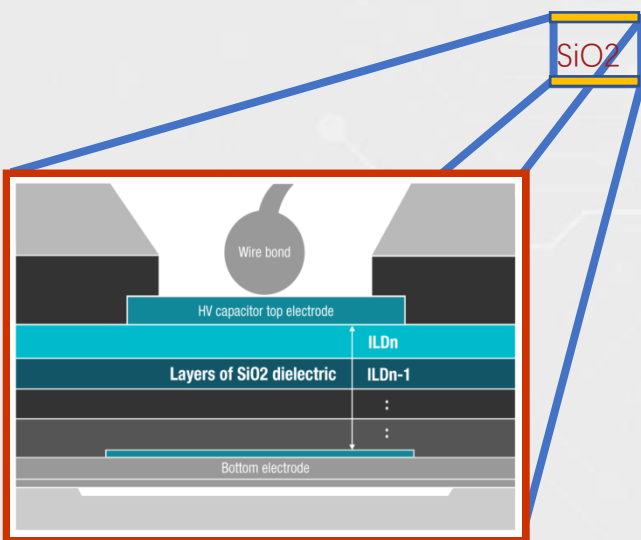 SiO2
Wire bond
HV capacitor top electrode
ILDn
Layers of SiO2 dielectric ILDn-1
:
:
Bottom electrode